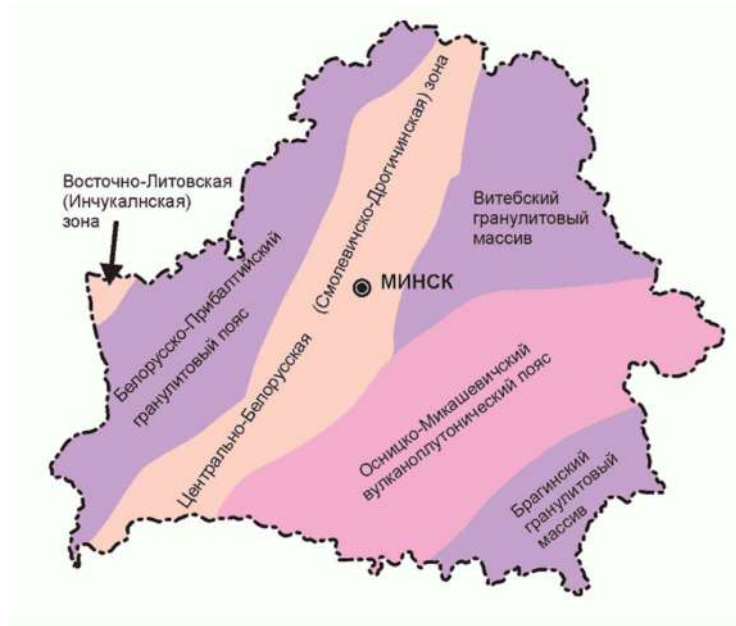 Восточно-Литовская
(Инчукалнская)
зона
Белорусско-Прибалтийский
гранулитовый пояс
Центрально-Белорусская (Смолевичско-Дрогичинская) зона
МИНСК
Витебский
гранулитовый
массив
Осницко-Микашевичский
вулканоплутонический пояс
Брагинский
гранулитовый
массив